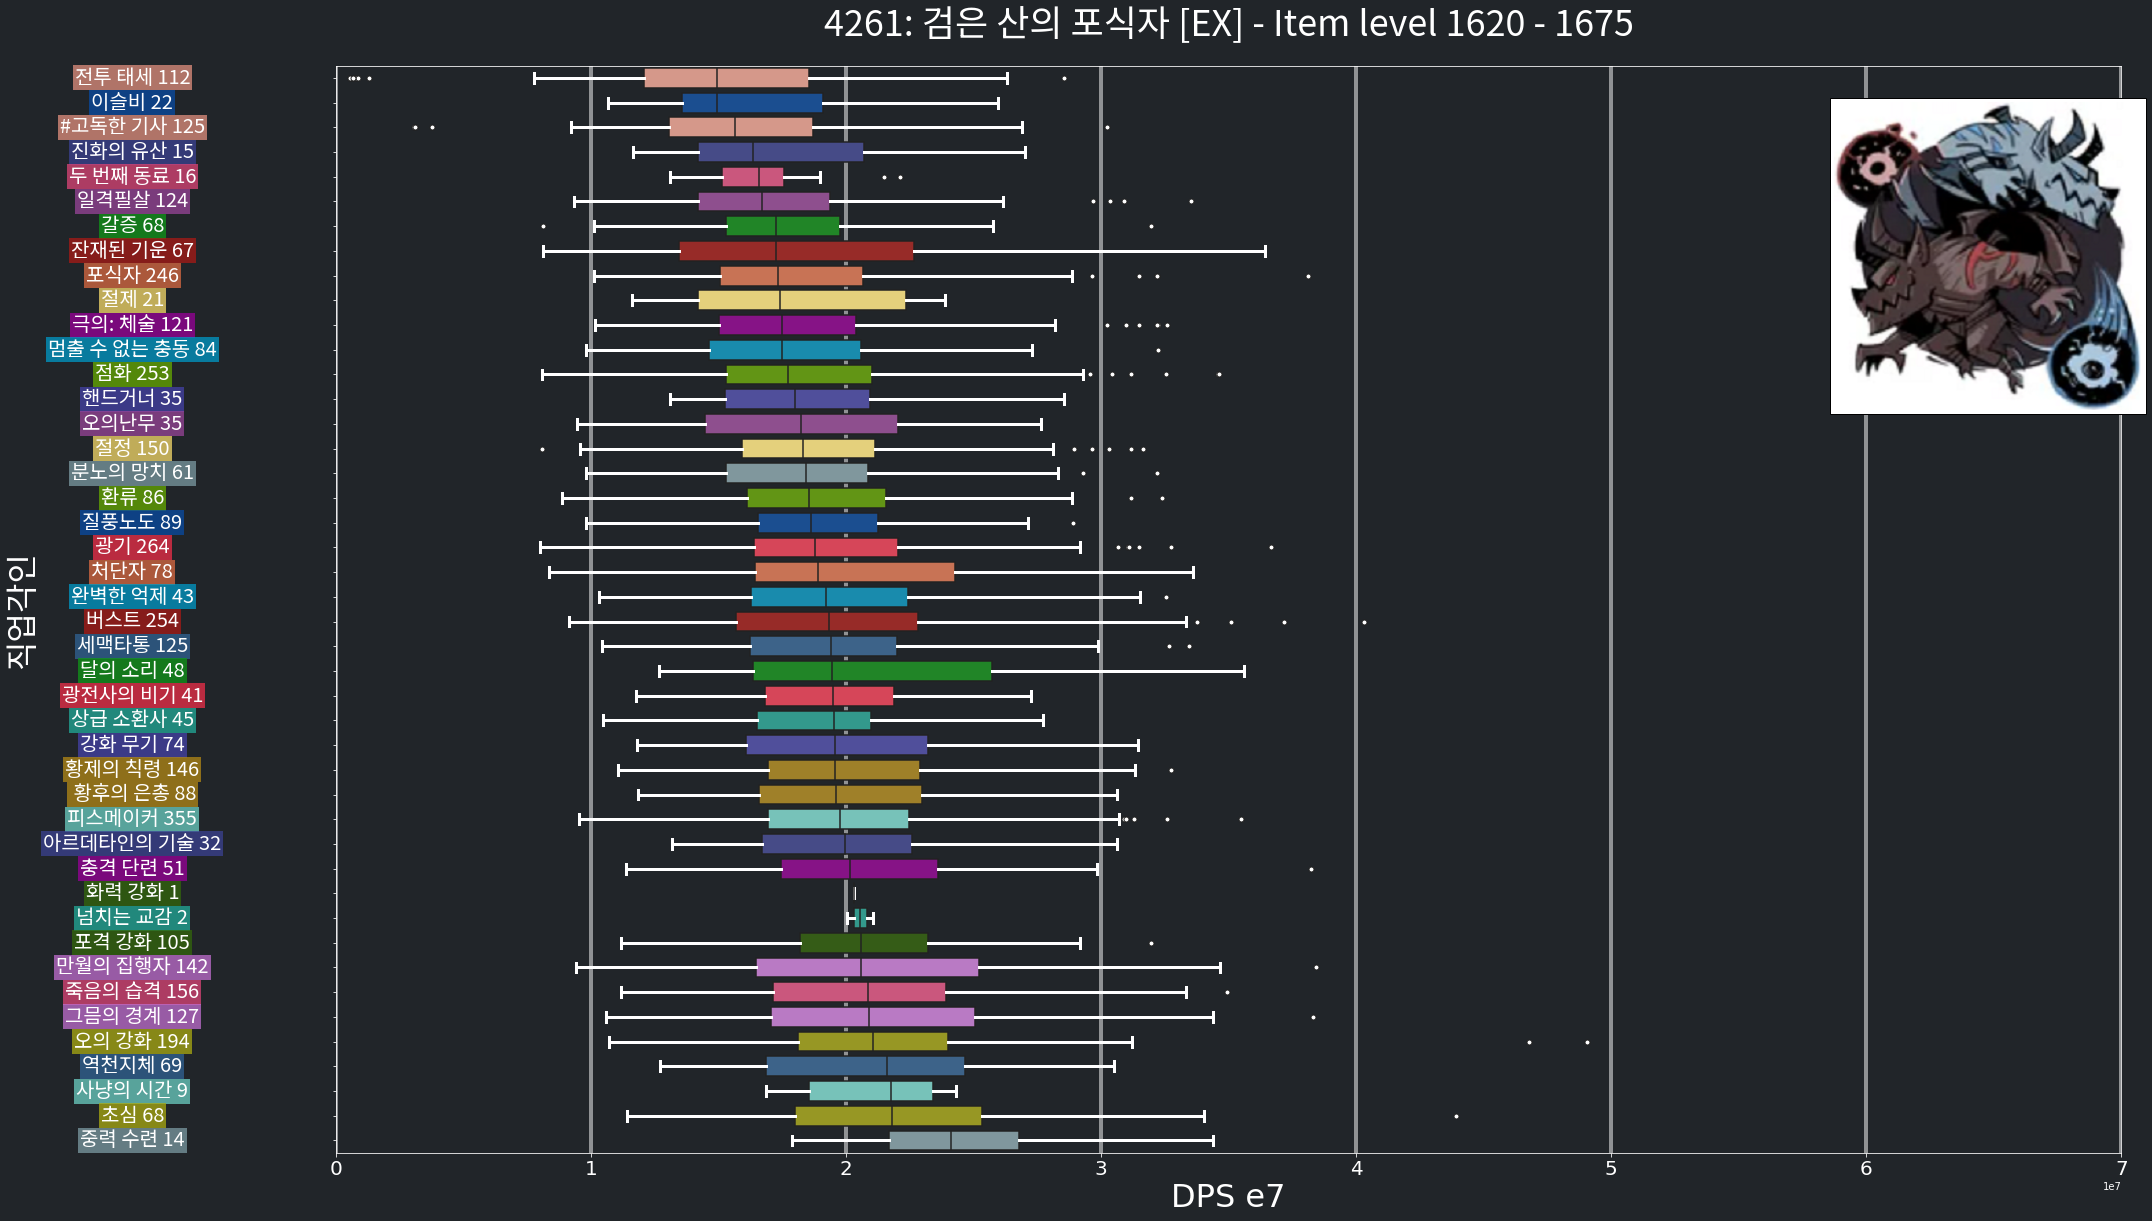 4261: 검은 산의 포식자 [EX] - Item level 1620 - 1675
전투 태세 112
이슬비 22
#고독한 기사 125
진화의 유산 15
두 번째 동료 16
일격필살 124
갈증 68
잔재된 기운 67
포식자 246
절제 21
극의: 체술 121
멈출 수 없는 충동 84
점화 253
핸드거너 35
오의난무 35
절정 150
분노의 망치 61
환류 86
질풍노도 89
광기 264
처단자 78
완벽한 억제 43
버스트 254
세맥타통 125
달의 소리 48
광전사의 비기 41
상급 소환사 45
강화 무기 74
황제의 칙령 146
황후의 은총 88
피스메이커 355
아르데타인의 기술 32
충격 단련 51
화력 강화 1
넘치는 교감 2
포격 강화 105
만월의 집행자 142
죽음의 습격 156
그믐의 경계 127
오의 강화 194
역천지체 69
사냥의 시간 9
초심 68
중력 수련 14
직업각인
0 1 2 3 4 5 6 7
1e7
DPS e7